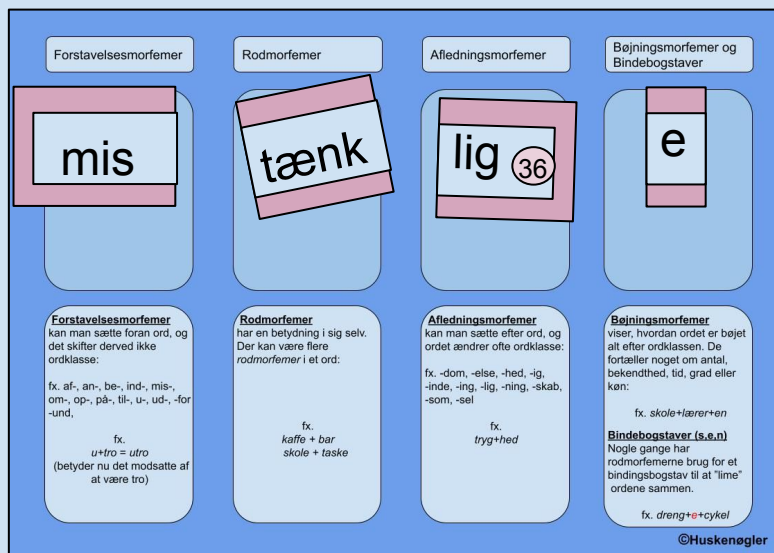 Forstavelsesmorfemer
Rodmorfemer
Afledningsmorfemer
Bøjningsmorfemer og
Bindebogstaver
mis
tænk
lig
36
e
Forstavelsesmorfemer
kan man sætte foran ord, og
det skifter derved ikke
ordklasse:
fx. af-, an-, be-, ind-, mis-,
om-, op-, på-, til-, u-, ud-, -for
-und,
fx.
u+tro = utro
(betyder nu det modsatte af
at være tro)
Rodmorfemer
har en betydning i sig selv.
Der kan være flere
rodmorfemer i et ord:
fx.
kaffe + bar
skole + taske
Afledningsmorfemer
kan man sætte efter ord, og
ordet ændrer ofte ordklasse:
fx. -dom, -else, -hed, -ig,
-inde, -ing, -lig, -ning, -skab,
-som, -sel
fx.
tryg+hed
Bøjningsmorfemer
viser, hvordan ordet er bøjet
alt efter ordklassen. De
fortæller noget om antal,
bekendthed, tid, grad eller
køn:
fx. skole+lærer+en
Bindebogstaver (s,e,n)
Nogle gange har
rodmorfemerne brug for et
bindingsbogstav til at "lime"
ordene sammen.
fx. dreng+e+cykel
©Huskenøgler